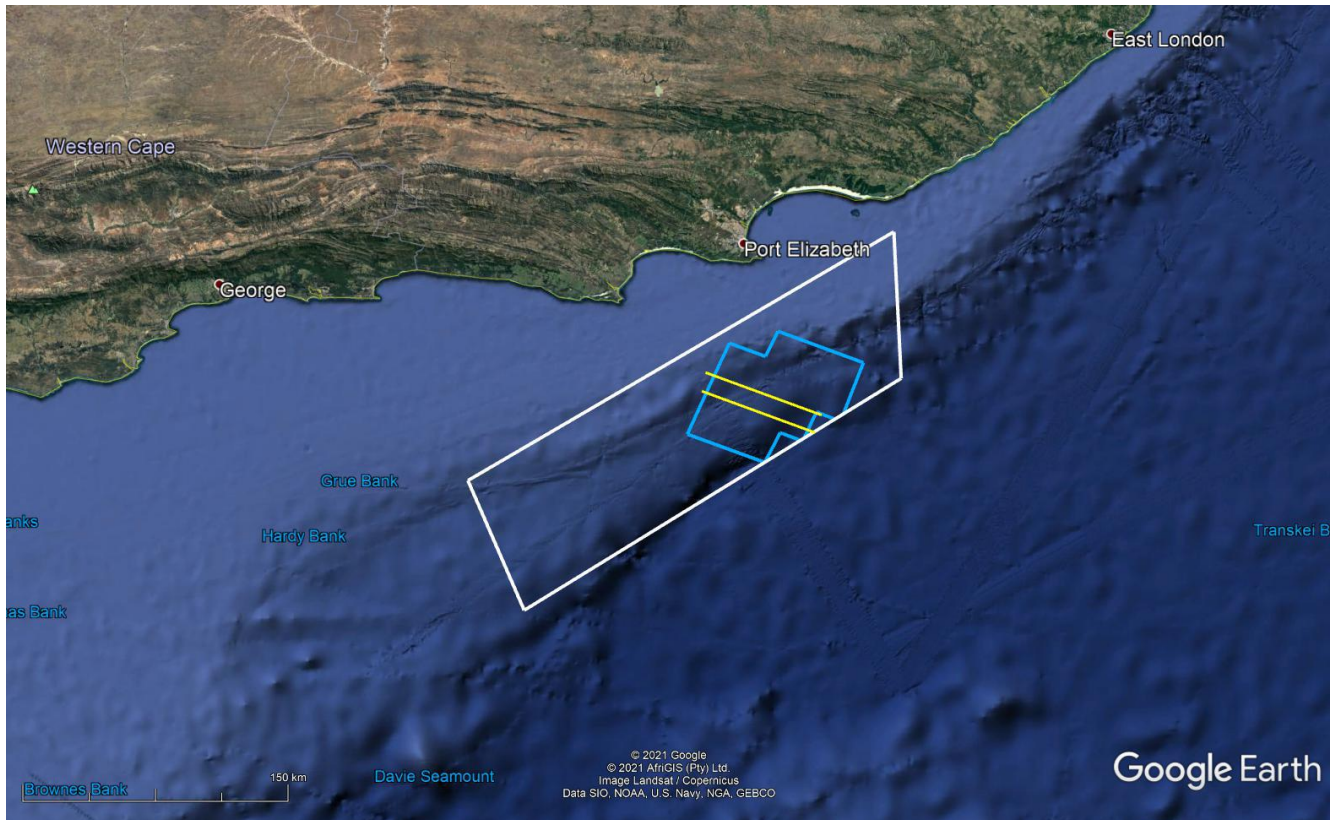 East London
Western Cape
Port Elizabeth
George
Grue Bank
anks
Hardy Bank
Transkei B
as Bank
150 km
Davie Seamount
Brownes Bank
© 2021 Google
© 2021 AfriGIS (Pty) Ltd.
Image Landsat / Copernicus
Data SIO, NOAA, U.S. Navy, NGA, GEBCO
Google Earth